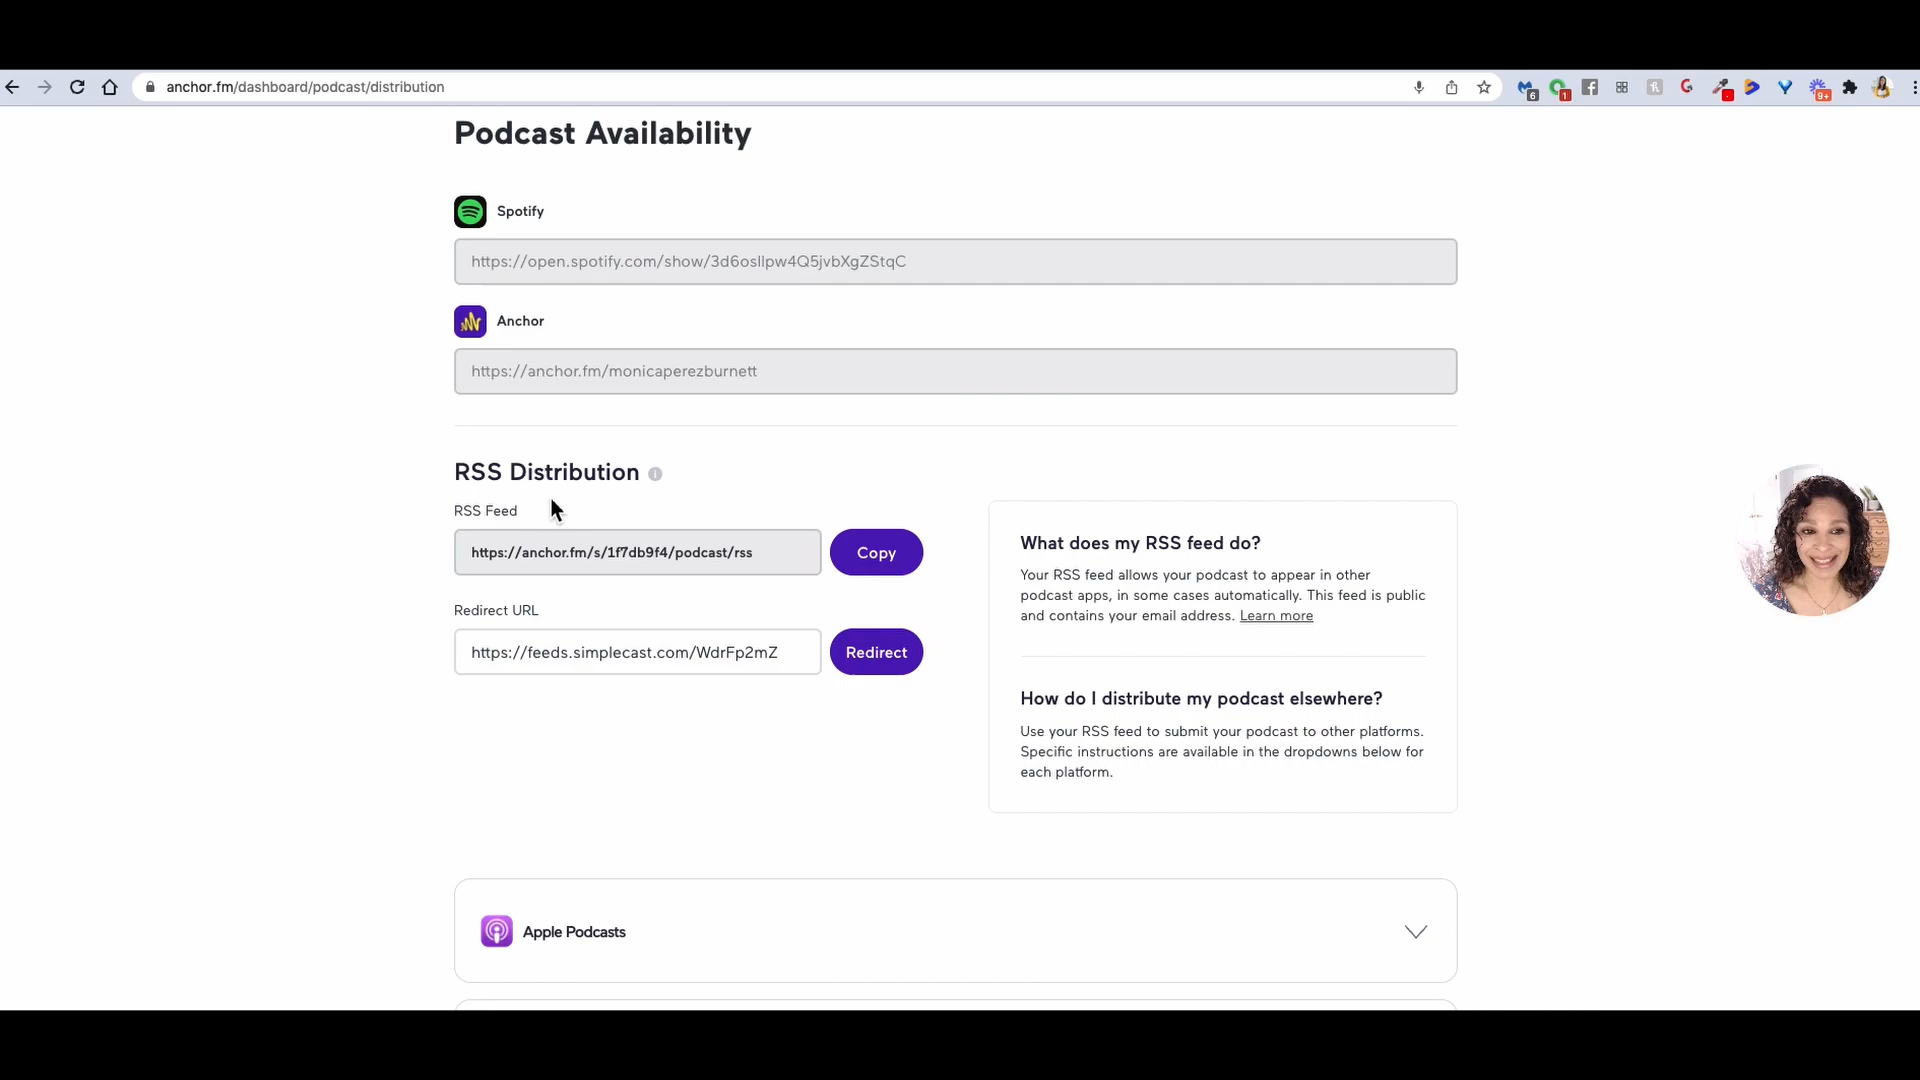 anchor.fm/dashboard/podcast/distribution
6
1
9+
Podcast Availability
Spotify
https://open.spotify.com/show/3d6osllpw4Q5jvbXgZStqC
Anchor
https://anchor.fm/monicaperezburnett
RSS Distribution
RSS Feed
https://anchor.fm/s/1f7db9f4/podcast/rss
Copy
Redirect URL
https://feeds.simplecast.com/WdrFp2mZ
Redirect
What does my RSS feed do?
Your RSS feed allows your podcast to appear in other
podcast apps, in some cases automatically. This feed is public
and contains your email address. Learn more
How do I distribute my podcast elsewhere?
Use your RSS feed to submit your podcast to other platforms.
Specific instructions are available in the dropdowns below for
each platform.
Apple Podcasts